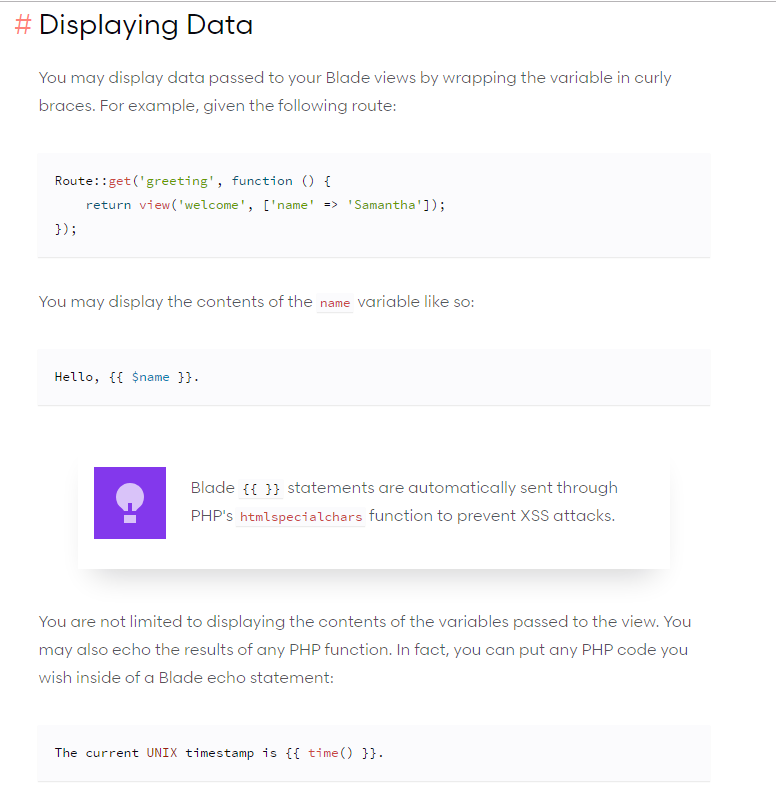 # Displaying Data
You may display data passed to your Blade views by wrapping the variable in curly
braces. For example, given the following route:
Route::get('greeting', function () {
    return view('welcome', ['name' => 'Samantha']);
});
You may display the contents of the name variable like so:
Hello, {{ $name }}.
Blade {{ }} statements are automatically sent through
PHP's htmlspecialchars function to prevent XSS attacks.
You are not limited to displaying the contents of the variables passed to the view. You
may also echo the results of any PHP function. In fact, you can put any PHP code you
wish inside of a Blade echo statement:
The current UNIX timestamp is {{ time() }}.